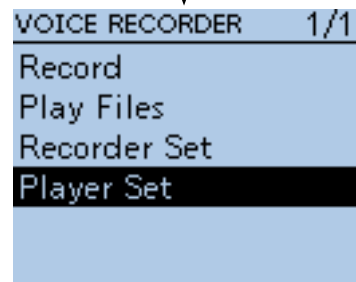 VOICE RECORDER 1/1
Record
Play Files
Recorder Set
Player Set